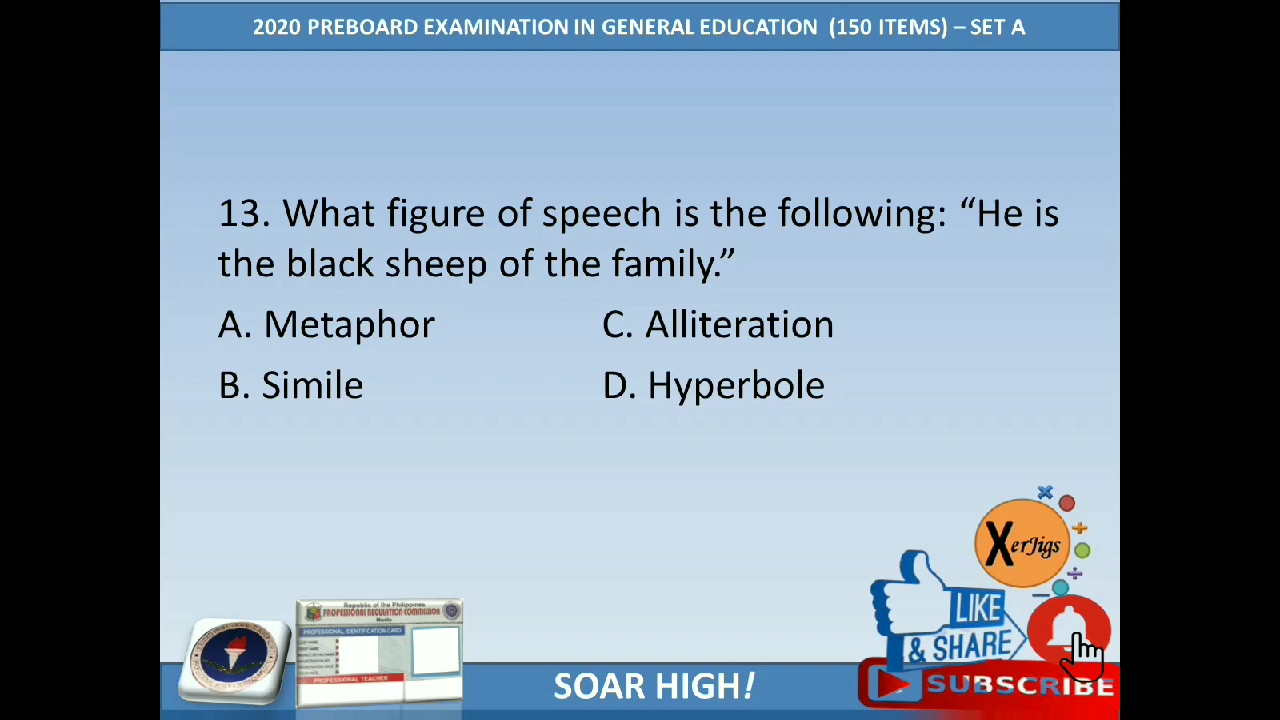 2020 PREBOARD EXAMINATION IN GENERAL EDUCATION (150 ITEMS) – SET A
13. What figure of speech is the following: “He is
the black sheep of the family.”
A. Metaphor C. Alliteration
B. Simile D. Hyperbole
XerJigs
LIKE
& SHARE
Republic of the Philippines
PROFESSIONAL REGULATION COMMISSION
Manila
PROFESSIONAL IDENTIFICATION CARD
PROFESSIONAL TEACHER
SOAR HIGH!
SUBSCRIBE